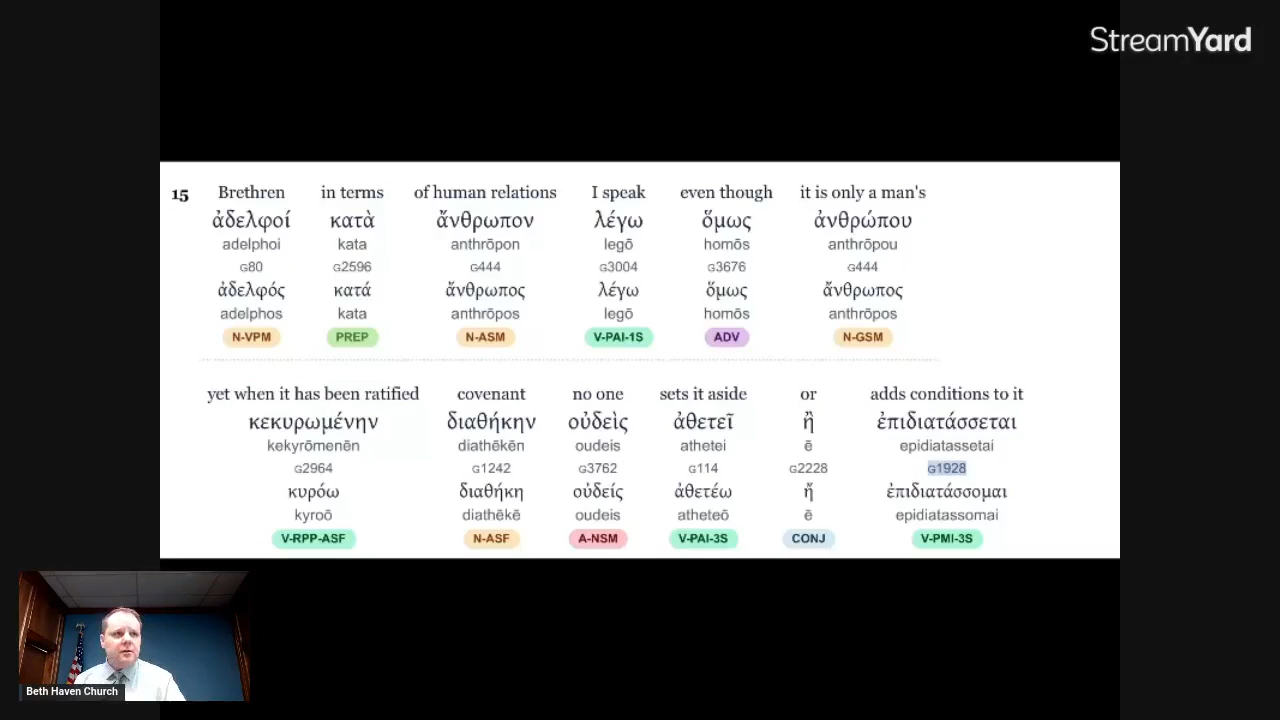 StreamYard
15 Brethren in terms of human relations I speak even though it is only a man's
ἀδελφοί κατὰ ἄνθρωπον λέγω ὅμως ἀνθρώπου
adelphoi kata anthrōpon legō homōs anthrōpou
G80 G2596 G444 G3004 G3676 G444
ἀδελφός κατά ἄνθρωπος λέγω ὅμως ἄνθρωπος
adelphos kata anthrōpos legō homōs anthrōpos
N-VPM PREP N-ASM V-PAI-1S ADV N-GSM
yet when it has been ratified covenant no one sets it aside or adds conditions to it
κεκυρωμένην διαθήκην οὐδεὶς ἀθετεῖ ἢ ἐπιδιατάσσεται
kekyrōmenēn diathēkēn oudeis athetei ē epidiatassetai
G2964 G1242 G3762 G114 G2228 G1928
κυρόω διαθήκη οὐδείς ἀθετέω ἤ ἐπιδιατάσσομαι
kyroō diathēkē oudeis atheteō ē epidiatassomai
V-RPP-ASF N-ASF A-NSM V-PAI-3S CONJ V-PMI-3S
Beth Haven Church